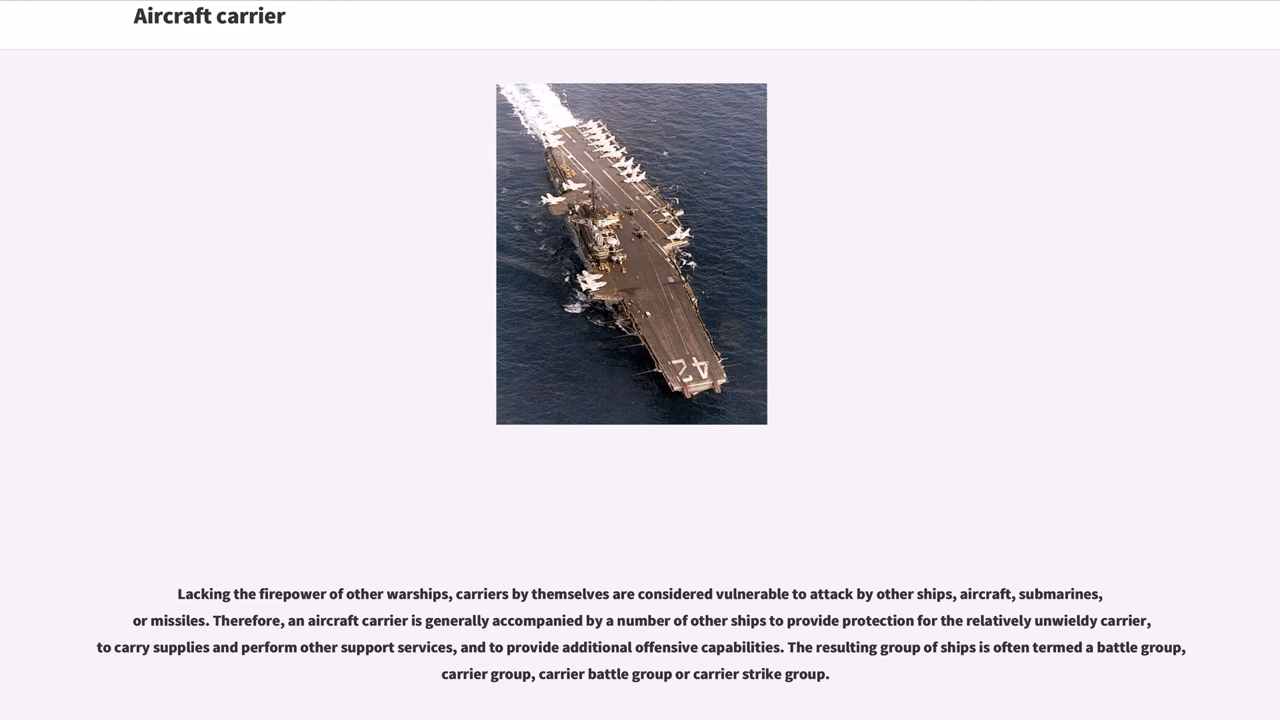 Aircraft carrier
42
Lacking the firepower of other warships, carriers by themselves are considered vulnerable to attack by other ships, aircraft, submarines,
or missiles. Therefore, an aircraft carrier is generally accompanied by a number of other ships to provide protection for the relatively unwieldy carrier,
to carry supplies and perform other support services, and to provide additional offensive capabilities. The resulting group of ships is often termed a battle group,
carrier group, carrier battle group or carrier strike group.